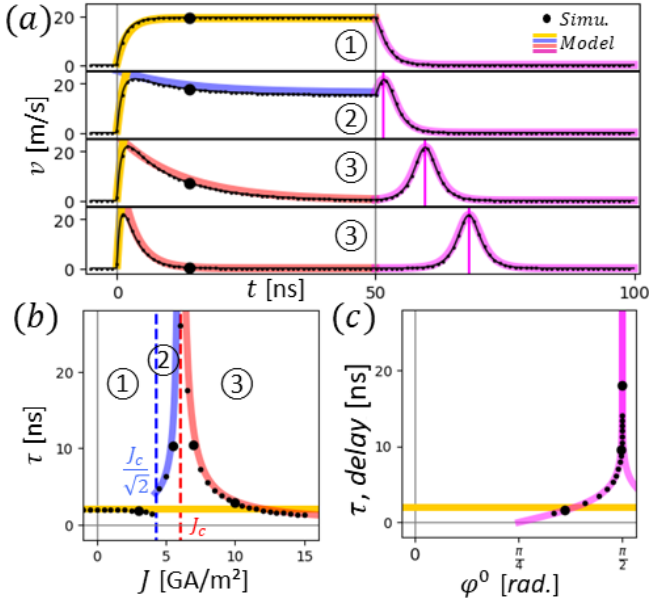 (a)
20
0
①
Simu.
Model
20
0
②
v [m/s]
20
0
③
20
0
③
0
t [ns]
50
100
(b)
①
②
③
20
10
0
τ [ns]
J_c/√2
J_c
0
5
10
15
J [GA/m²]
(c)
20
10
0
τ, delay [ns]
0
π/4
π/2
φ⁰ [rad.]